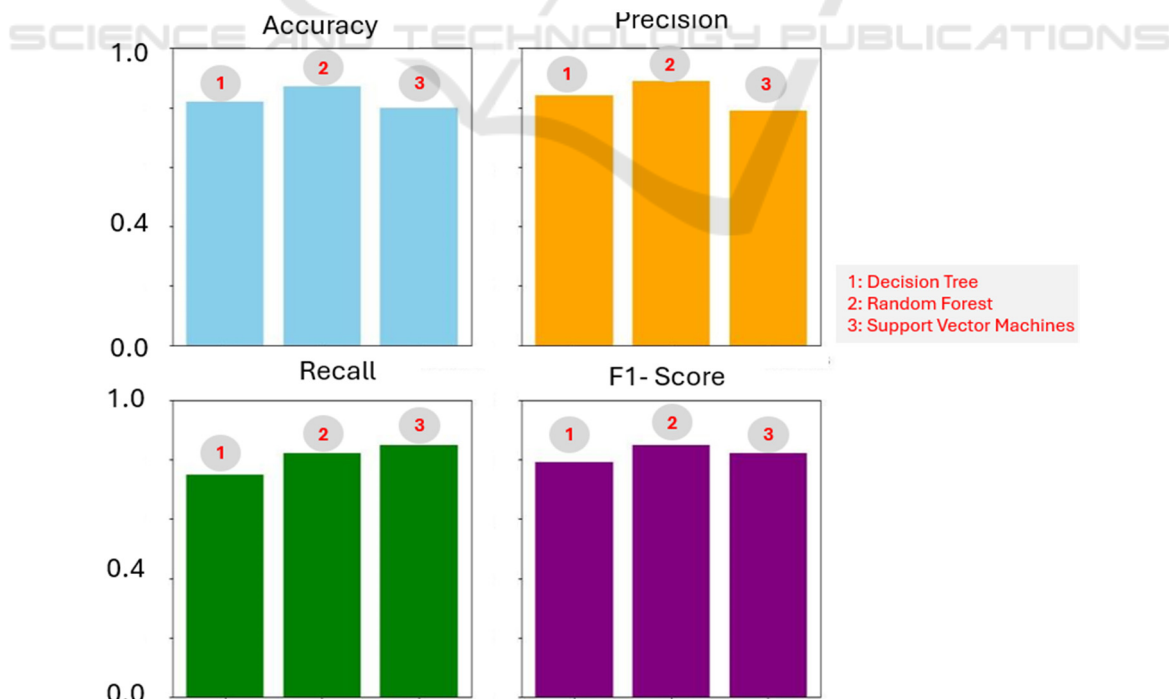 SCIENCE AND TECHNOLOGY PUBLICATIONS
Accuracy
1.0
0.4
0.0
1
2
3
Precision
1
2
3
1: Decision Tree
2: Random Forest
3: Support Vector Machines
Recall
1.0
0.4
0.0
1
2
3
F1- Score
1
2
3